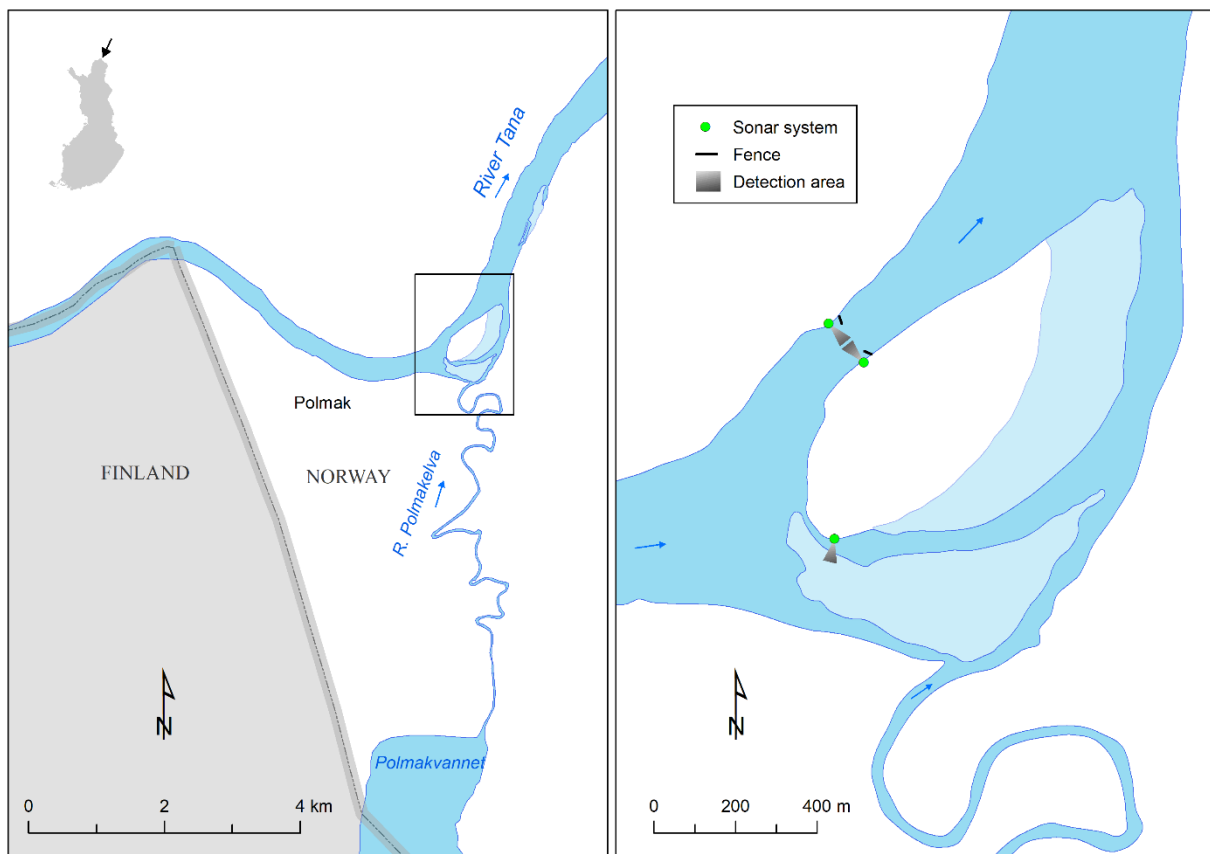 River Tana
Polmak
FINLAND
NORWAY
R. Polmakelva
N
Polmakvannet
0 2 4 km
Sonar system
Fence
Detection area
N
0 200 400 m